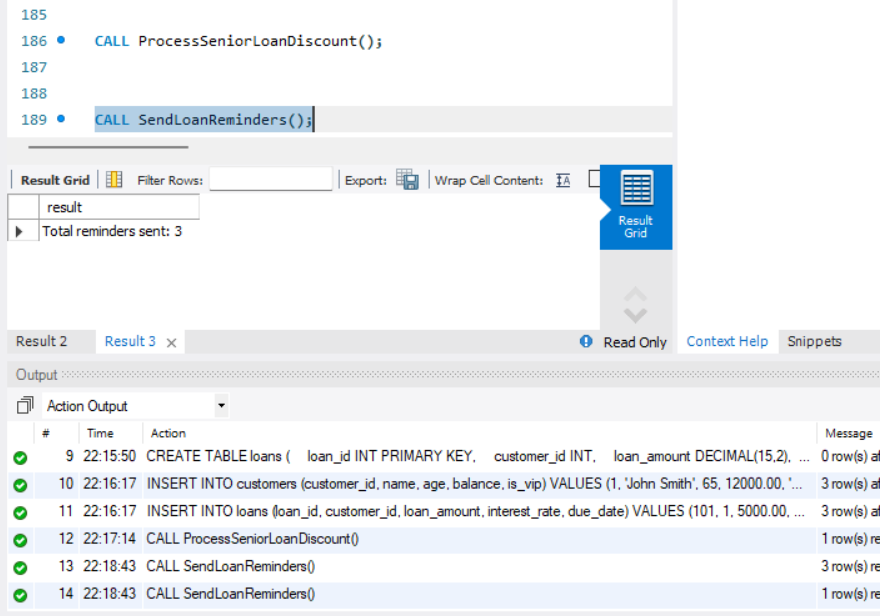 185
186 CALL ProcessSeniorLoanDiscount();
187
188
189 CALL SendLoanReminders();
Result Grid Filter Rows: Export: Wrap Cell Content: IA
Result Grid
result
Total reminders sent: 3
Result 2 Result 3 Read Only Context Help Snippets
Output
Action Output
# Time Action Message
9 22:15:50 CREATE TABLE loans ( loan_id INT PRIMARY KEY, customer_id INT, loan_amount DECIMAL(15,2), ... 0 row(s) af
10 22:16:17 INSERT INTO customers (customer_id, name, age, balance, is_vip) VALUES (1, 'John Smith', 65, 12000.00, '... 3 row(s) af
11 22:16:17 INSERT INTO loans (loan_id, customer_id, loan_amount, interest_rate, due_date) VALUES (101, 1, 5000.00, ... 3 row(s) af
12 22:17:14 CALL ProcessSeniorLoanDiscount() 1 row(s) re
13 22:18:43 CALL SendLoanReminders() 3 row(s) re
14 22:18:43 CALL SendLoanReminders() 1 row(s) re